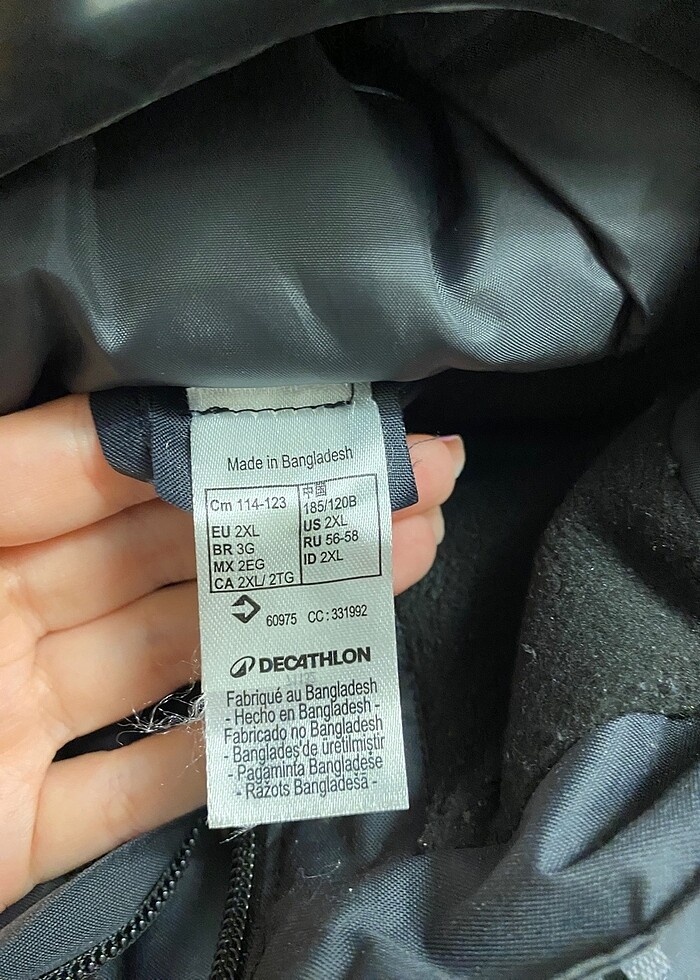 Made in Bangladesh
Cm 114-123
EU 2XL
BR 3G
MX 2EG
CA 2XL/ 2TG
中国
185/120B
US 2XL
RU 56-58
ID 2XL
60975 CC : 331992
DECATHLON
Fabriqué au Bangladesh
- Hecho en Bangladesh -
Fabricado no Bangladesh
- Banglades'de üretilmiştir
- Pagaminta Bangladeše
- Ražots Bangladešā -